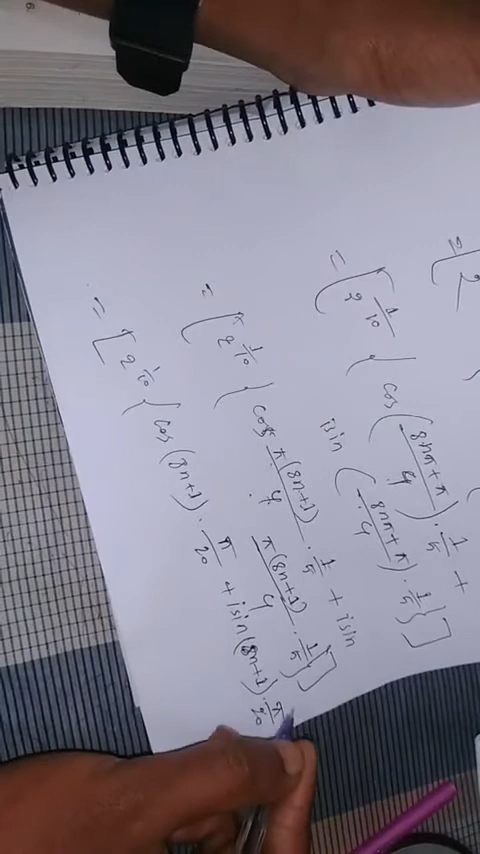 = [ 2^{1/10} { cos ( (8nπ + π)/4 ) · 1/5 +
i sin ( (8nπ + π)/4 ) · 1/5 } ]
= [ 2^{1/10} { cos π(8n+1)/4 · 1/5 + i sin
π(8n+1)/4 · 1/5 } ]
= [ 2^{1/10} { cos (8n+1) · π/20 + i sin (8n+1) · π/20